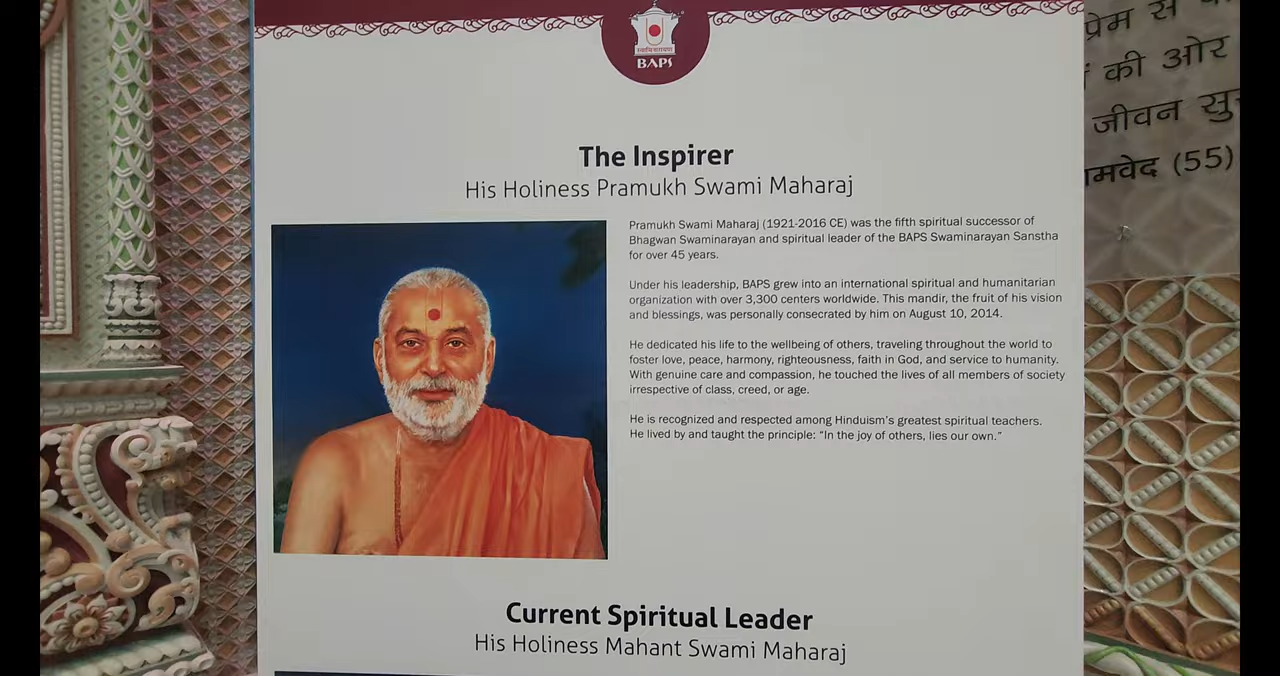 BAPS
The Inspirer
His Holiness Pramukh Swami Maharaj
Pramukh Swami Maharaj (1921-2016 CE) was the fifth spiritual successor of
Bhagwan Swaminarayan and spiritual leader of the BAPS Swaminarayan Sanstha
for over 45 years.
Under his leadership, BAPS grew into an international spiritual and humanitarian
organization with over 3,300 centers worldwide. This mandir, the fruit of his vision
and blessings, was personally consecrated by him on August 10, 2014.
He dedicated his life to the wellbeing of others, traveling throughout the world to
foster love, peace, harmony, righteousness, faith in God, and service to humanity.
With genuine care and compassion, he touched the lives of all members of society
irrespective of class, creed, or age.
He is recognized and respected among Hinduism's greatest spiritual teachers.
He lived by and taught the principle: “In the joy of others, lies our own.”
Current Spiritual Leader
His Holiness Mahant Swami Maharaj
प्रेम से
की ओर
जीवन
(55)